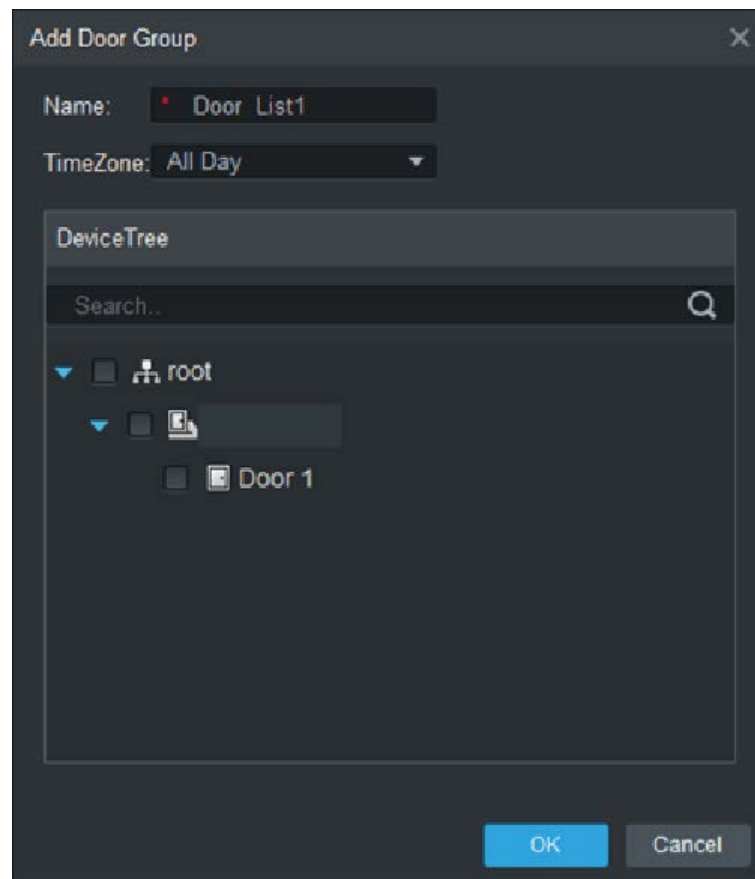 Add Door Group
Name: * Door List1
TimeZone: All Day
DeviceTree
Search..
root
Door 1
OK Cancel